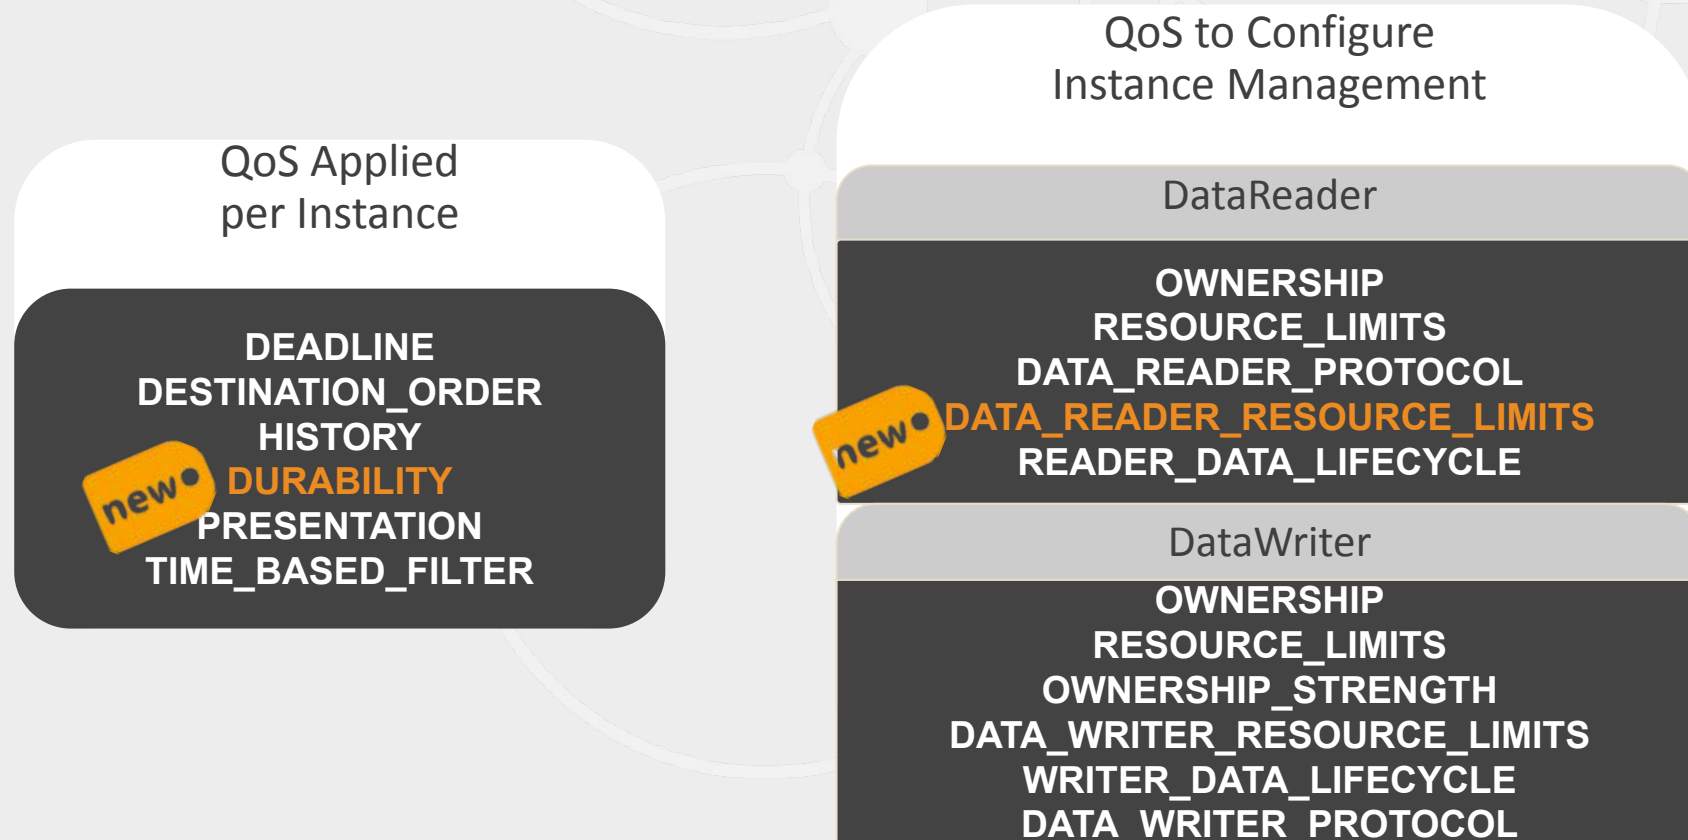 QoS Applied
per Instance
DEADLINE
DESTINATION_ORDER
HISTORY
new
DURABILITY
PRESENTATION
TIME_BASED_FILTER
QoS to Configure
Instance Management
DataReader
OWNERSHIP
RESOURCE_LIMITS
DATA_READER_PROTOCOL
new
DATA_READER_RESOURCE_LIMITS
READER_DATA_LIFECYCLE
DataWriter
OWNERSHIP
RESOURCE_LIMITS
OWNERSHIP_STRENGTH
DATA_WRITER_RESOURCE_LIMITS
WRITER_DATA_LIFECYCLE
DATA_WRITER_PROTOCOL